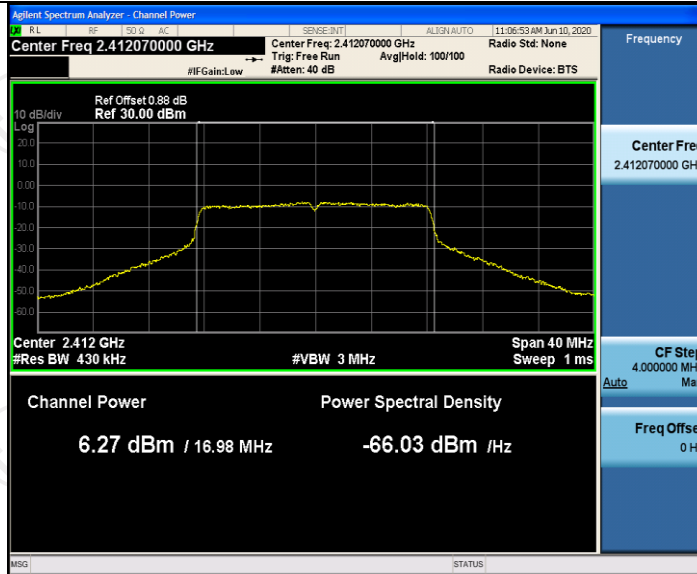 Agilent Spectrum Analyzer - Channel Power
RL RF 50 Ω AC SENSE:INT ALIGN AUTO 11:06:53 AM Jun 10, 2020
Center Freq 2.412070000 GHz
Center Freq: 2.412070000 GHz
Radio Std: None
Trig: Free Run Avg|Hold: 100/100
#IFGain:Low #Atten: 40 dB Radio Device: BTS
Frequency
Ref Offset 0.88 dB
10 dB/div Ref 30.00 dBm
Log
20.0
10.0
0.00
-10.0
-20.0
-30.0
-40.0
-50.0
-60.0
Center Fre
2.412070000 GH
Center 2.412 GHz Span 40 MHz
#Res BW 430 kHz #VBW 3 MHz Sweep 1 ms
CF Step
4.000000 MH
Auto Ma
Channel Power Power Spectral Density
6.27 dBm / 16.98 MHz -66.03 dBm /Hz
Freq Offse
0 H
MSG STATUS